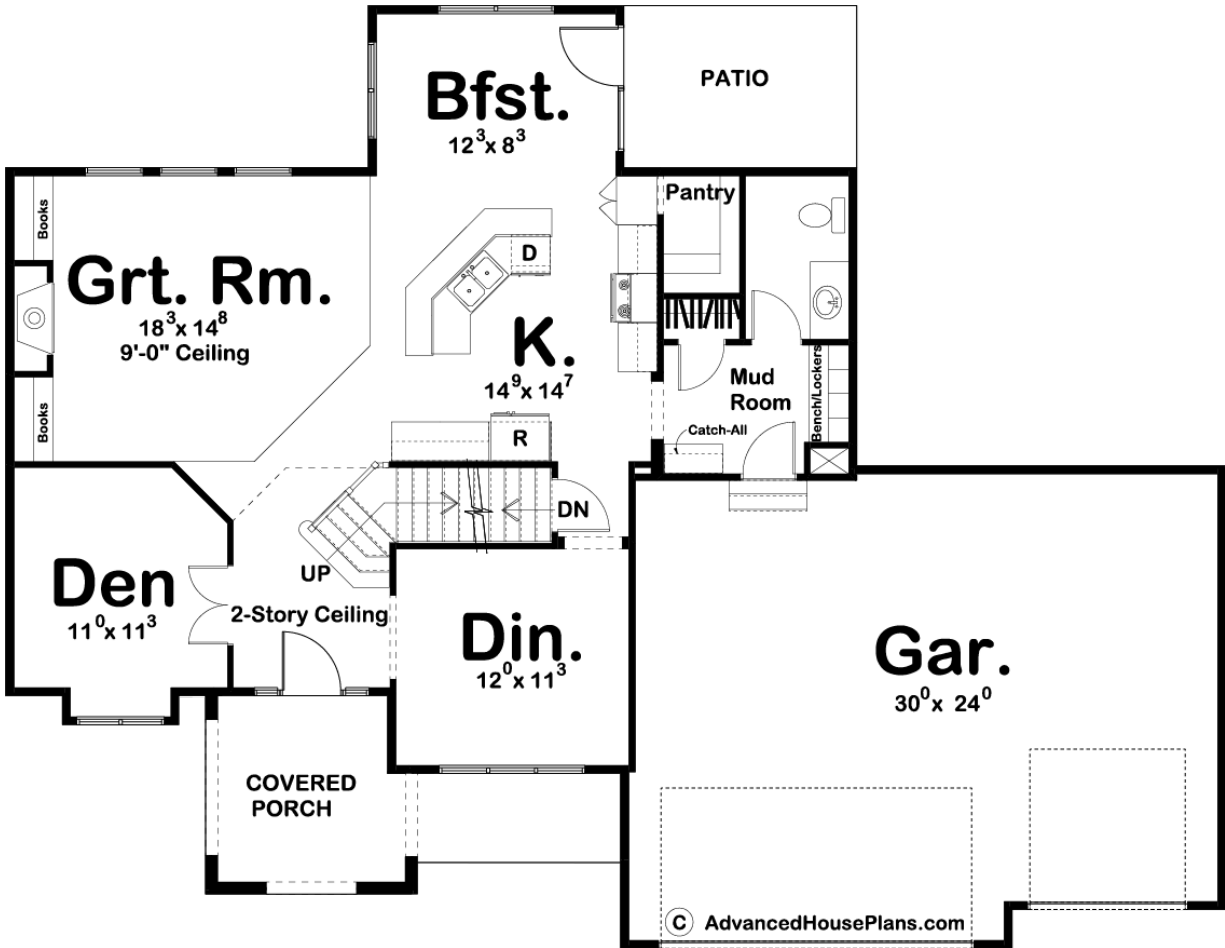 Bfst.
12³x 8³
PATIO
Books
Grt. Rm.
18³x 14⁸
9'-0" Ceiling
Books
D
K.
14⁹x 14⁷
R
Pantry
Mud
Room
Bench/Lockers
Catch-All
DN
UP
Den
11⁰x 11³
2-Story Ceiling
Din.
12⁰x 11³
Gar.
30⁰x 24⁰
COVERED
PORCH
© AdvancedHousePlans.com